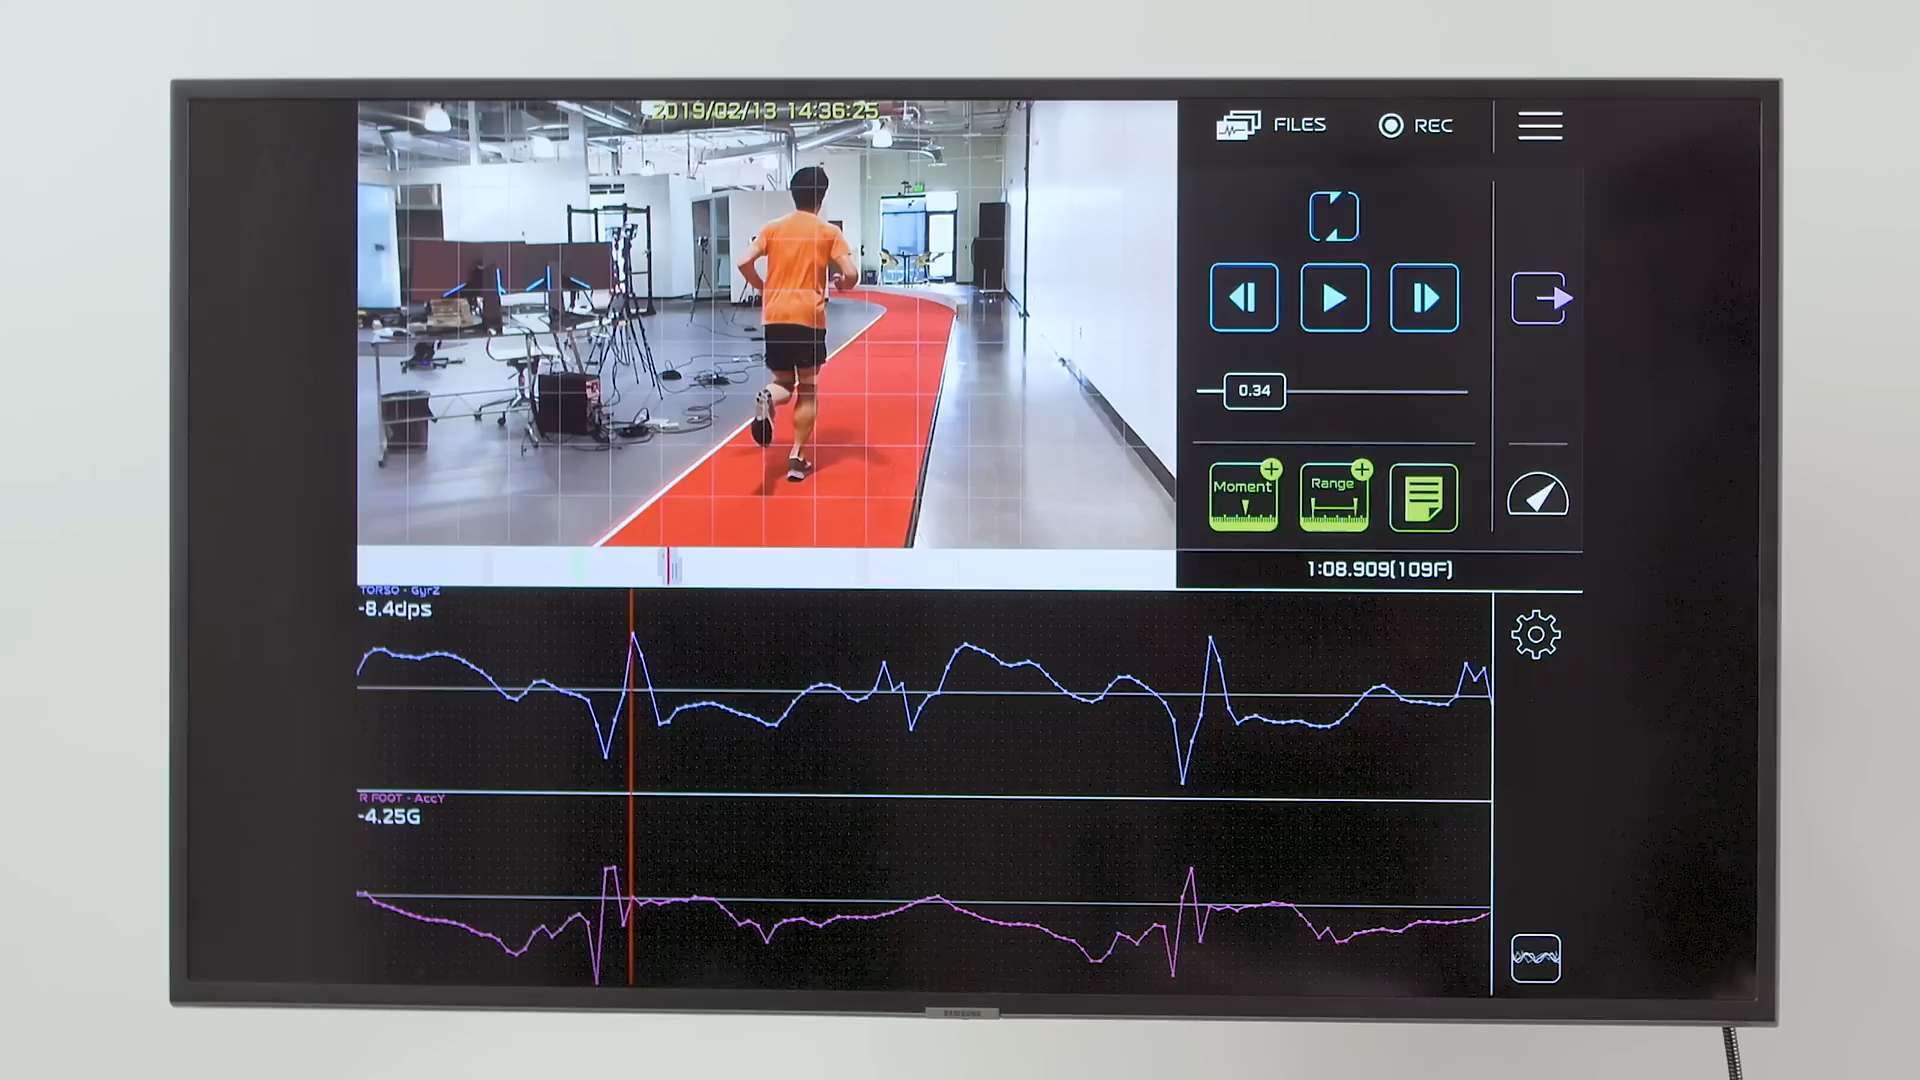 2019/02/13 14:36:25
FILES
REC
0.34
Moment
Range
1:08.909(109F)
TORSO - GyrZ
-8.4dps
R FOOT - AccY
-4.25G
SAMSUNG